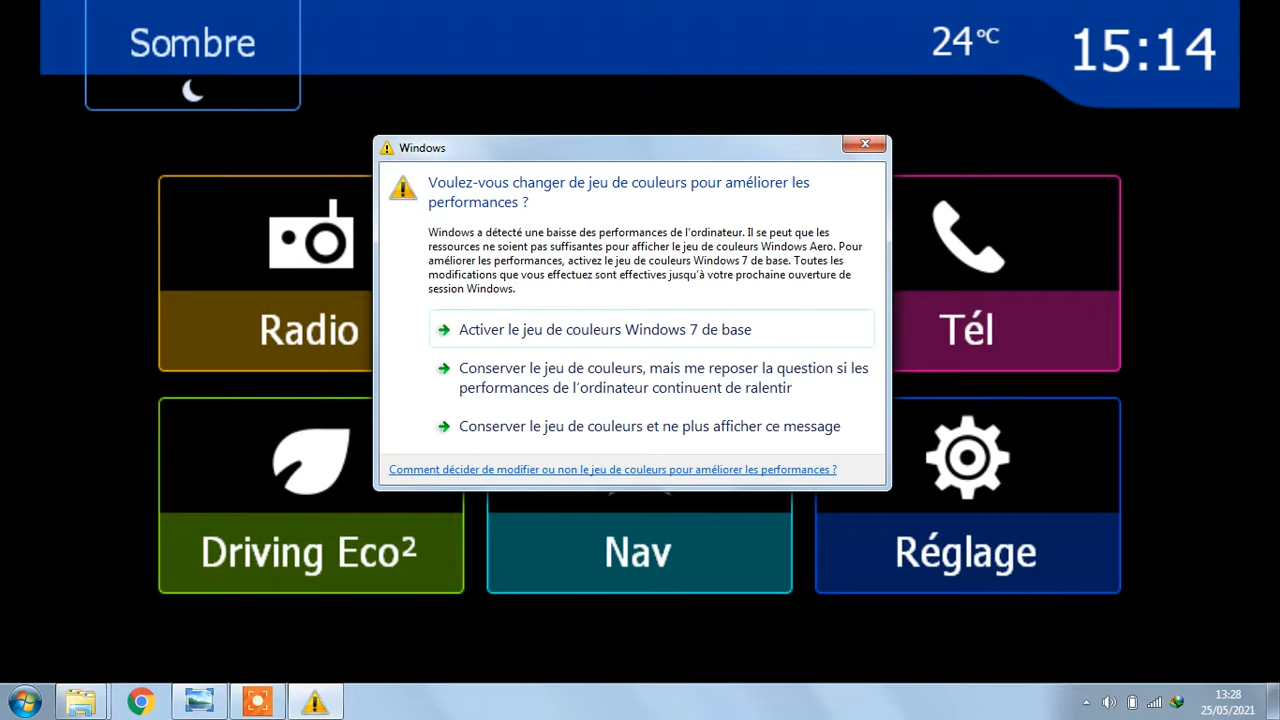 Sombre
24°C
15:14
Windows
Voulez-vous changer de jeu de couleurs pour améliorer les
performances ?
Windows a détecté une baisse des performances de l'ordinateur. Il se peut que les
ressources ne soient pas suffisantes pour afficher le jeu de couleurs Windows Aero. Pour
améliorer les performances, activez le jeu de couleurs Windows 7 de base. Toutes les
modifications que vous effectuez sont effectives jusqu'à votre prochaine ouverture de
session Windows.
Activer le jeu de couleurs Windows 7 de base
Conserver le jeu de couleurs, mais me reposer la question si les
performances de l'ordinateur continuent de ralentir
Conserver le jeu de couleurs et ne plus afficher ce message
Comment décider de modifier ou non le jeu de couleurs pour améliorer les performances ?
Radio
Tél
Driving Eco²
Nav
Réglage
13:28
25/05/2021